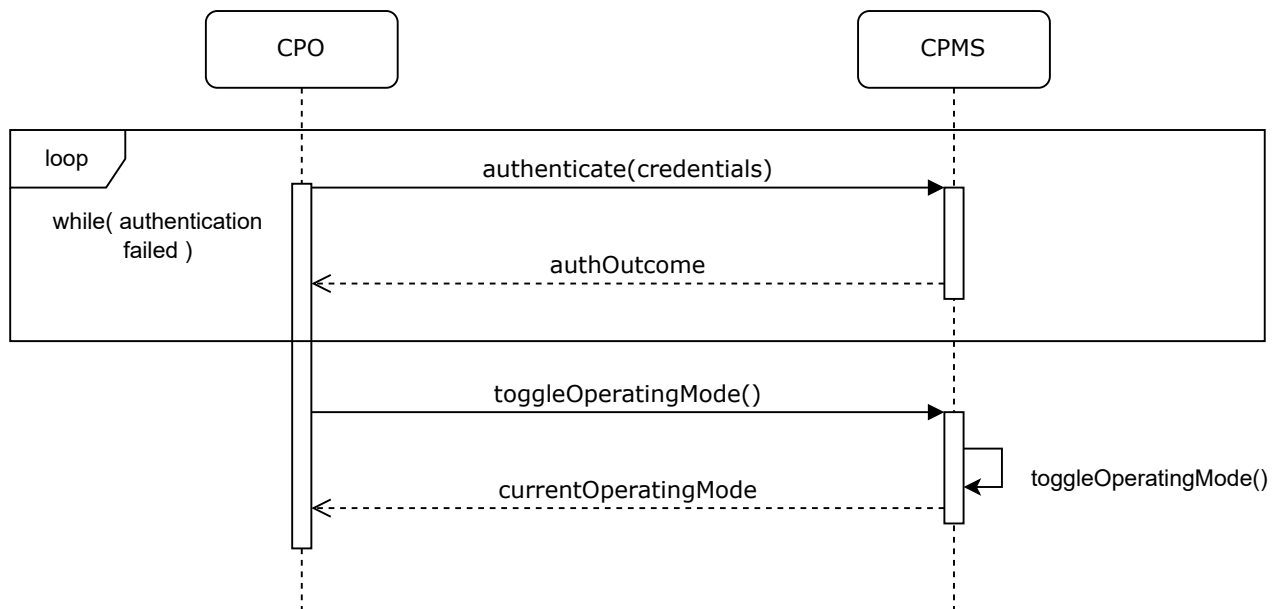 CPO
CPMS
loop
authenticate(credentials)
while( authentication
failed )
authOutcome
toggleOperatingMode()
toggleOperatingMode()
currentOperatingMode